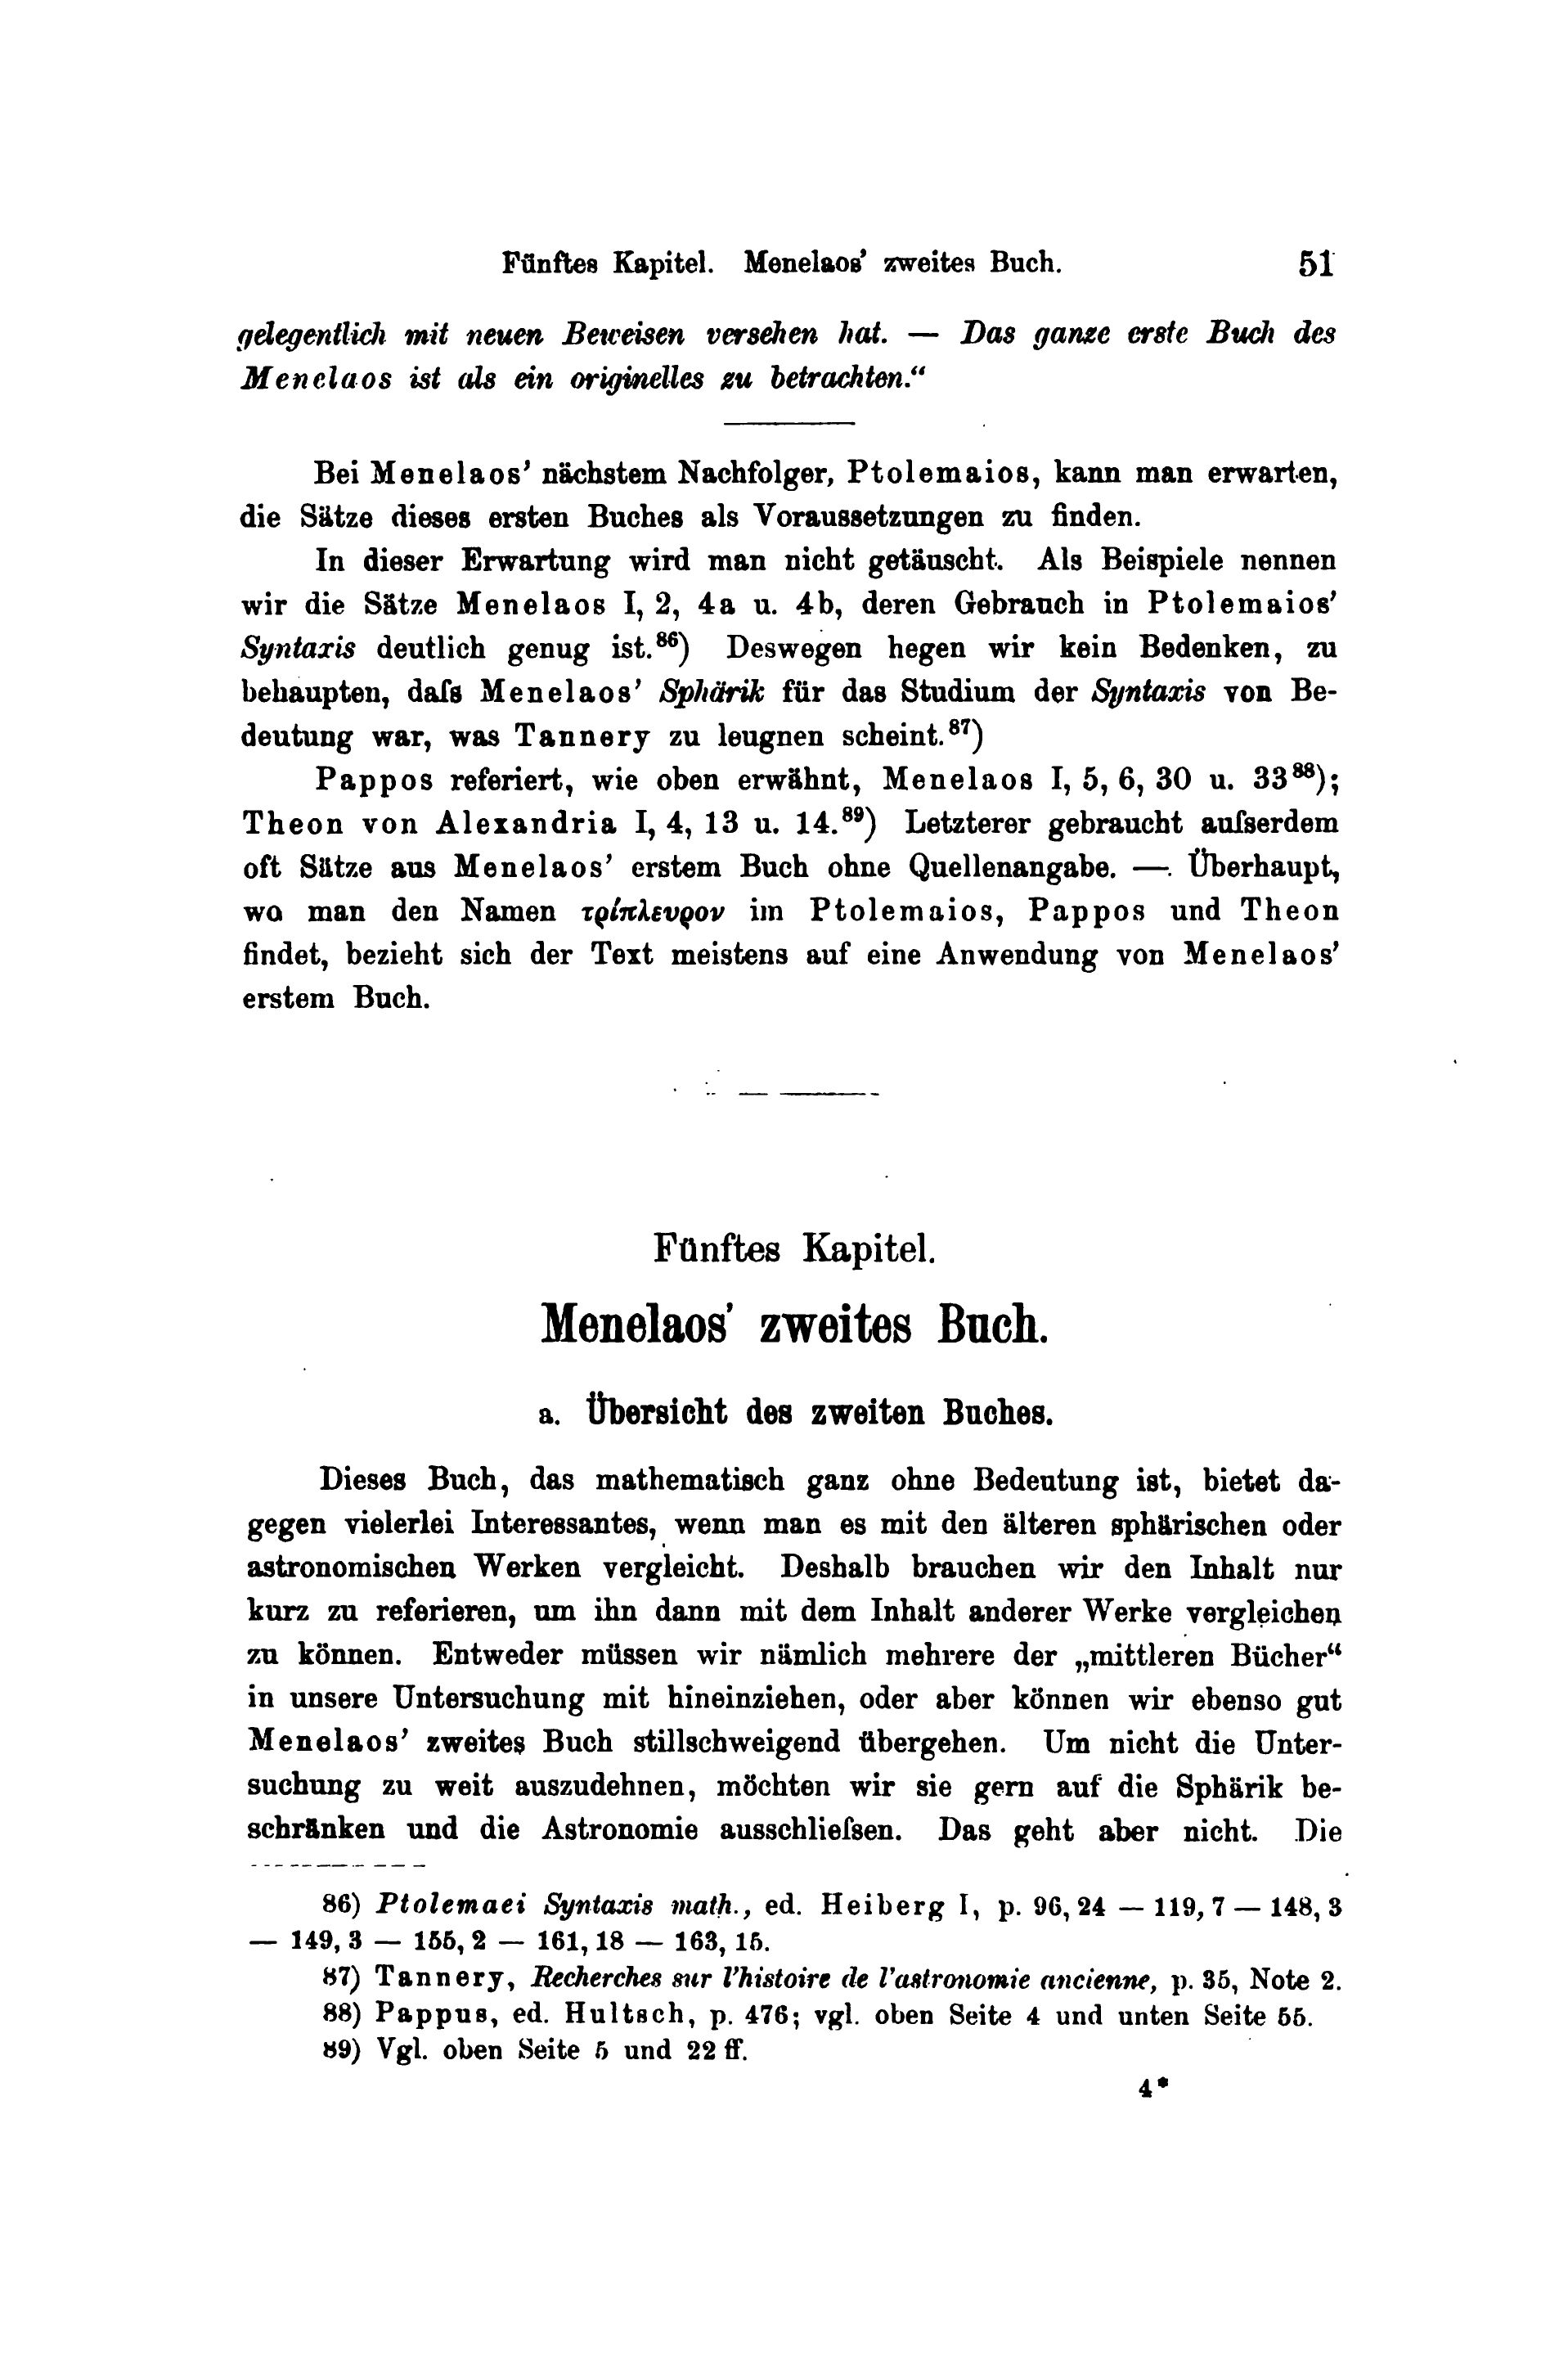 Fünftes Kapitel. Menelaos' zweites Buch. 51
gelegentlich mit neuen Beweisen versehen hat. — Das ganze erste Buch des
Menelaos ist als ein originelles zu betrachten.“
Bei Menelaos' nächstem Nachfolger, Ptolemaios, kann man erwarten,
die Sätze dieses ersten Buches als Voraussetzungen zu finden.
In dieser Erwartung wird man nicht getäuscht. Als Beispiele nennen
wir die Sätze Menelaos I, 2, 4a u. 4b, deren Gebrauch in Ptolemaios'
Syntaxis deutlich genug ist.⁸⁶) Deswegen hegen wir kein Bedenken, zu
behaupten, daſs Menelaos' Sphärik für das Studium der Syntaxis von Be-
deutung war, was Tannery zu leugnen scheint.⁸⁷)
Pappos referiert, wie oben erwähnt, Menelaos I, 5, 6, 30 u. 33⁸⁸);
Theon von Alexandria I, 4, 13 u. 14.⁸⁹) Letzterer gebraucht auſserdem
oft Sätze aus Menelaos' erstem Buch ohne Quellenangabe. — Überhaupt,
wo man den Namen τρίπλευρον im Ptolemaios, Pappos und Theon
findet, bezieht sich der Text meistens auf eine Anwendung von Menelaos'
erstem Buch.
Fünftes Kapitel.
Menelaos' zweites Buch.
a. Übersicht des zweiten Buches.
Dieses Buch, das mathematisch ganz ohne Bedeutung ist, bietet da-
gegen vielerlei Interessantes, wenn man es mit den älteren sphärischen oder
astronomischen Werken vergleicht. Deshalb brauchen wir den Inhalt nur
kurz zu referieren, um ihn dann mit dem Inhalt anderer Werke vergleichen
zu können. Entweder müssen wir nämlich mehrere der „mittleren Bücher“
in unsere Untersuchung mit hineinziehen, oder aber können wir ebenso gut
Menelaos' zweites Buch stillschweigend übergehen. Um nicht die Unter-
suchung zu weit auszudehnen, möchten wir sie gern auf die Sphärik be-
schränken und die Astronomie ausschlieſsen. Das geht aber nicht. Die
86) Ptolemaei Syntaxis math., ed. Heiberg I, p. 96, 24 — 119, 7 — 148, 3
— 149, 3 — 155, 2 — 161, 18 — 163, 15.
87) Tannery, Recherches sur l'histoire de l'astronomie ancienne, p. 35, Note 2.
88) Pappus, ed. Hultsch, p. 476; vgl. oben Seite 4 und unten Seite 55.
89) Vgl. oben Seite 5 und 22 ff.
4*